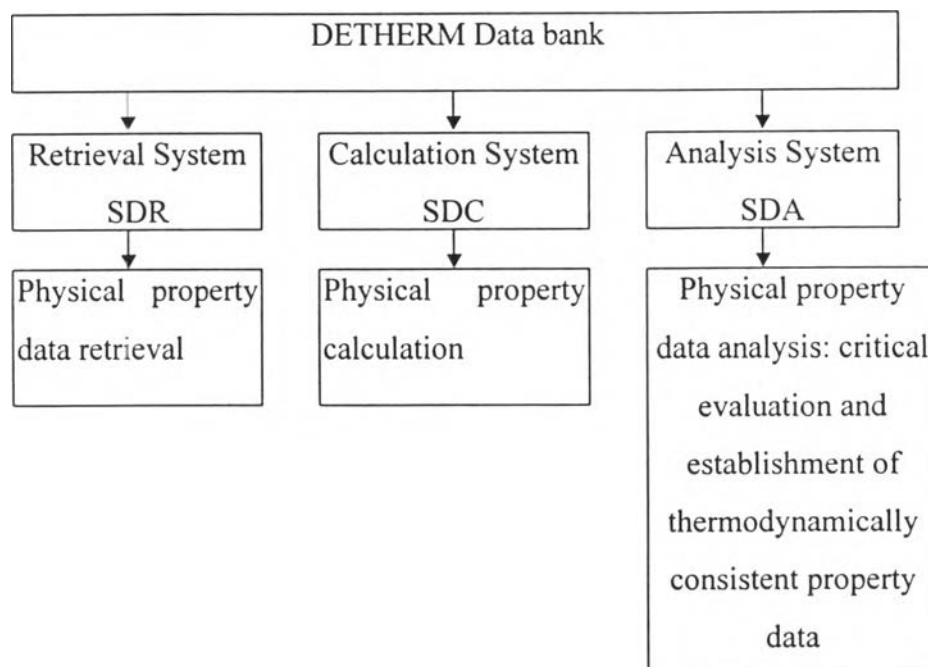 DETHERM Data bank
Retrieval System
SDR
Calculation System
SDC
Analysis System
SDA
Physical property
data retrieval
Physical property
calculation
Physical property
data analysis: critical
evaluation and
establishment of
thermodynamically
consistent property
data